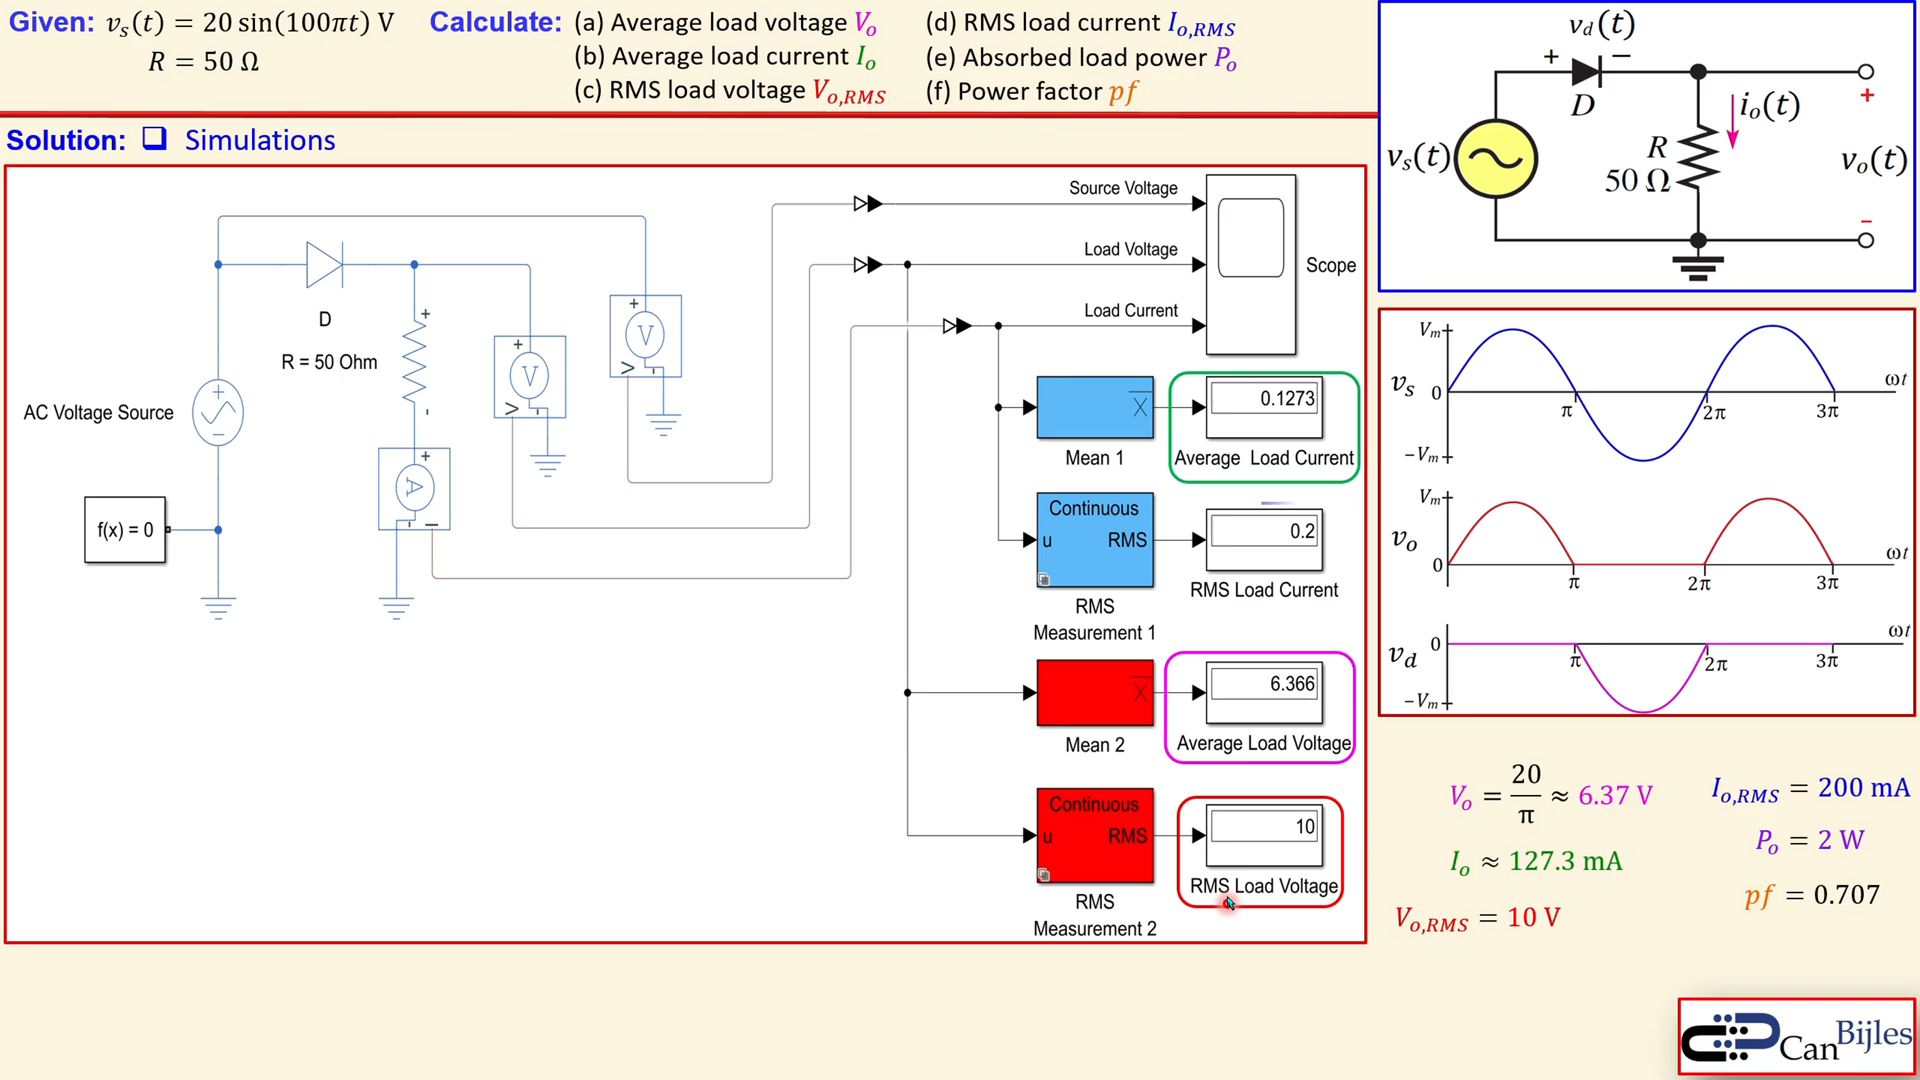 Given: vs(t) = 20 sin(100πt) V
R = 50 Ω
Calculate: (a) Average load voltage Vo
(b) Average load current Io
(c) RMS load voltage Vo,RMS
(d) RMS load current Io,RMS
(e) Absorbed load power Po
(f) Power factor pf
Solution: ❑ Simulations
Source Voltage
Load Voltage
Load Current
Scope
D
R = 50 Ohm
AC Voltage Source
f(x) = 0
+
-
+
-
V
+
-
V
+
-
A
+
-
X
Mean 1
0.1273
Average Load Current
Continuous
u RMS
RMS
Measurement 1
0.2
RMS Load Current
X
Mean 2
6.366
Average Load Voltage
Continuous
u RMS
RMS
Measurement 2
10
RMS Load Voltage
vd(t)
+ −
D
io(t)
vs(t)
R
50 Ω
vo(t)
+
−
Vm
vs 0
−Vm
π 2π 3π
ωt
Vm
vo
0
π 2π 3π
ωt
0
vd
−Vm
π 2π 3π
ωt
Vo = 20/π ≈ 6.37 V
Io ≈ 127.3 mA
Vo,RMS = 10 V
Io,RMS = 200 mA
Po = 2 W
pf = 0.707
Can Bijles